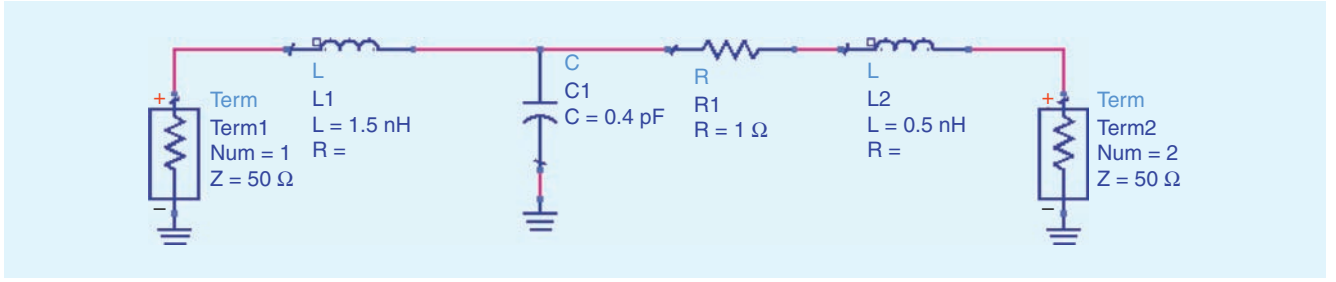 +
Term
Term1
Num = 1
Z = 50 Ω
−
L
L1
L = 1.5 nH
R =
C
C1
C = 0.4 pF
R
R1
R = 1 Ω
L
L2
L = 0.5 nH
R =
+
Term
Term2
Num = 2
Z = 50 Ω
−